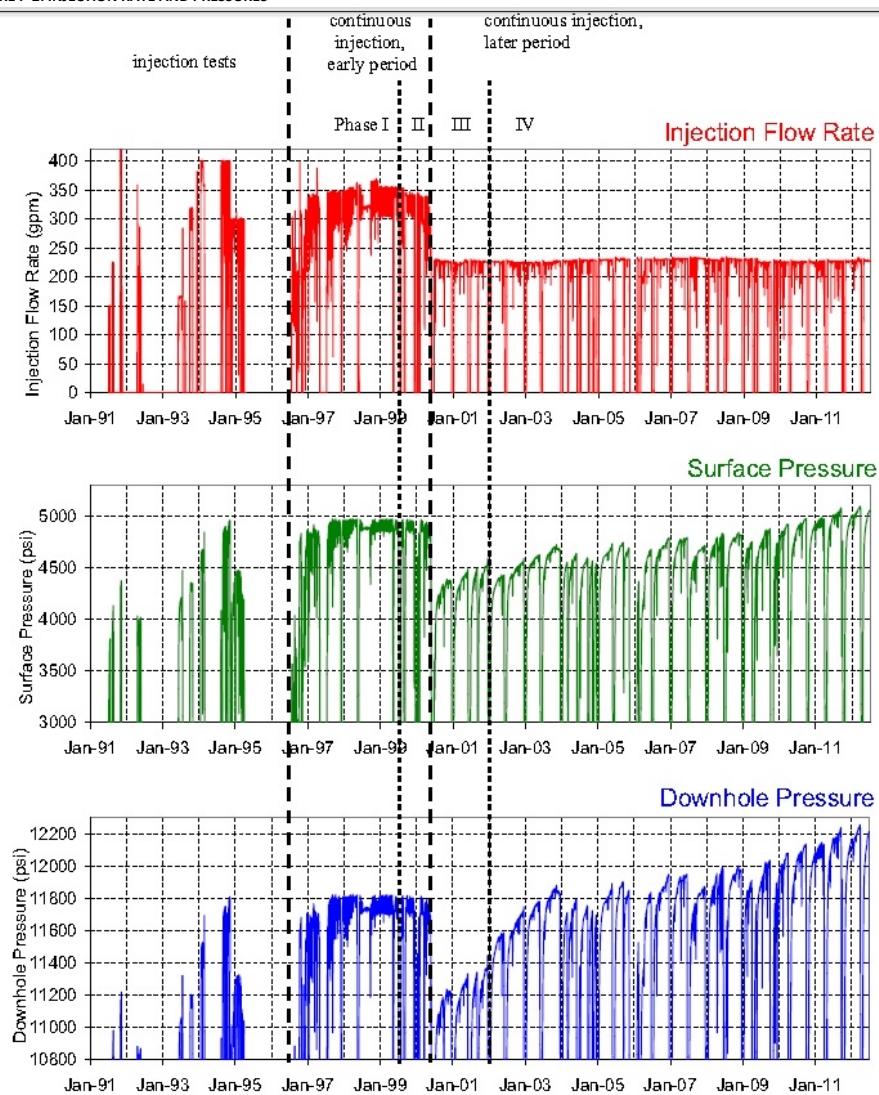 continuous
injection,
early period
continuous injection,
later period
injection tests
Phase I
II
III
IV
Injection Flow Rate
Injection Flow Rate (gpm)
400
350
300
250
200
150
100
50
0
Jan-91 Jan-93 Jan-95 Jan-97 Jan-99 Jan-01 Jan-03 Jan-05 Jan-07 Jan-09 Jan-11
Surface Pressure
Surface Pressure (psi)
5000
4500
4000
3500
3000
Jan-91 Jan-93 Jan-95 Jan-97 Jan-99 Jan-01 Jan-03 Jan-05 Jan-07 Jan-09 Jan-11
Downhole Pressure
Downhole Pressure (psi)
12200
12000
11800
11600
11400
11200
11000
10800
Jan-91 Jan-93 Jan-95 Jan-97 Jan-99 Jan-01 Jan-03 Jan-05 Jan-07 Jan-09 Jan-11